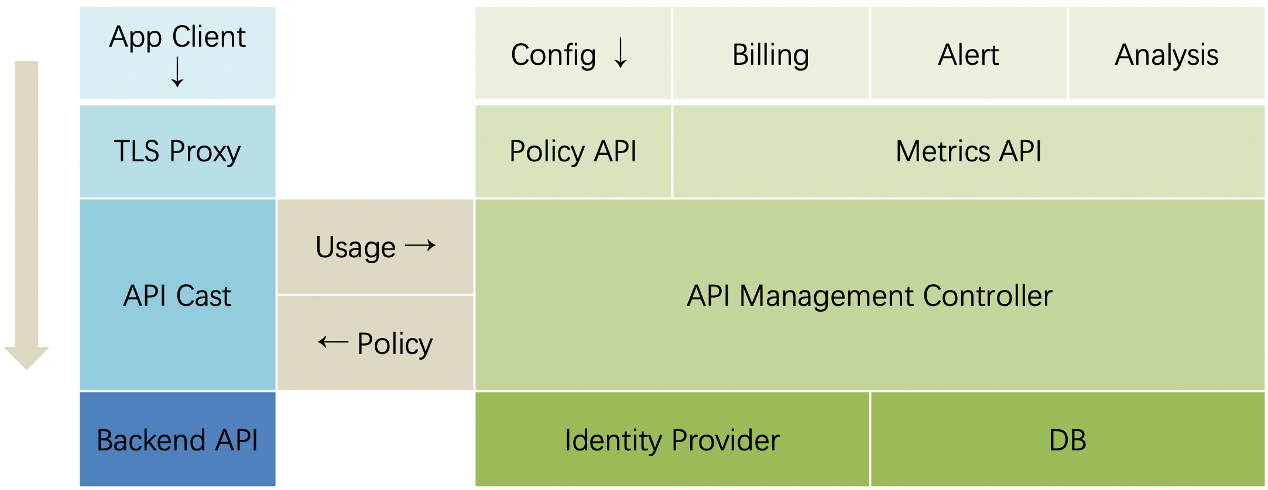 App Client
↓
Config ↓
Billing
Alert
Analysis
TLS Proxy
Policy API
Metrics API
API Cast
Usage →
← Policy
API Management Controller
Backend API
Identity Provider
DB